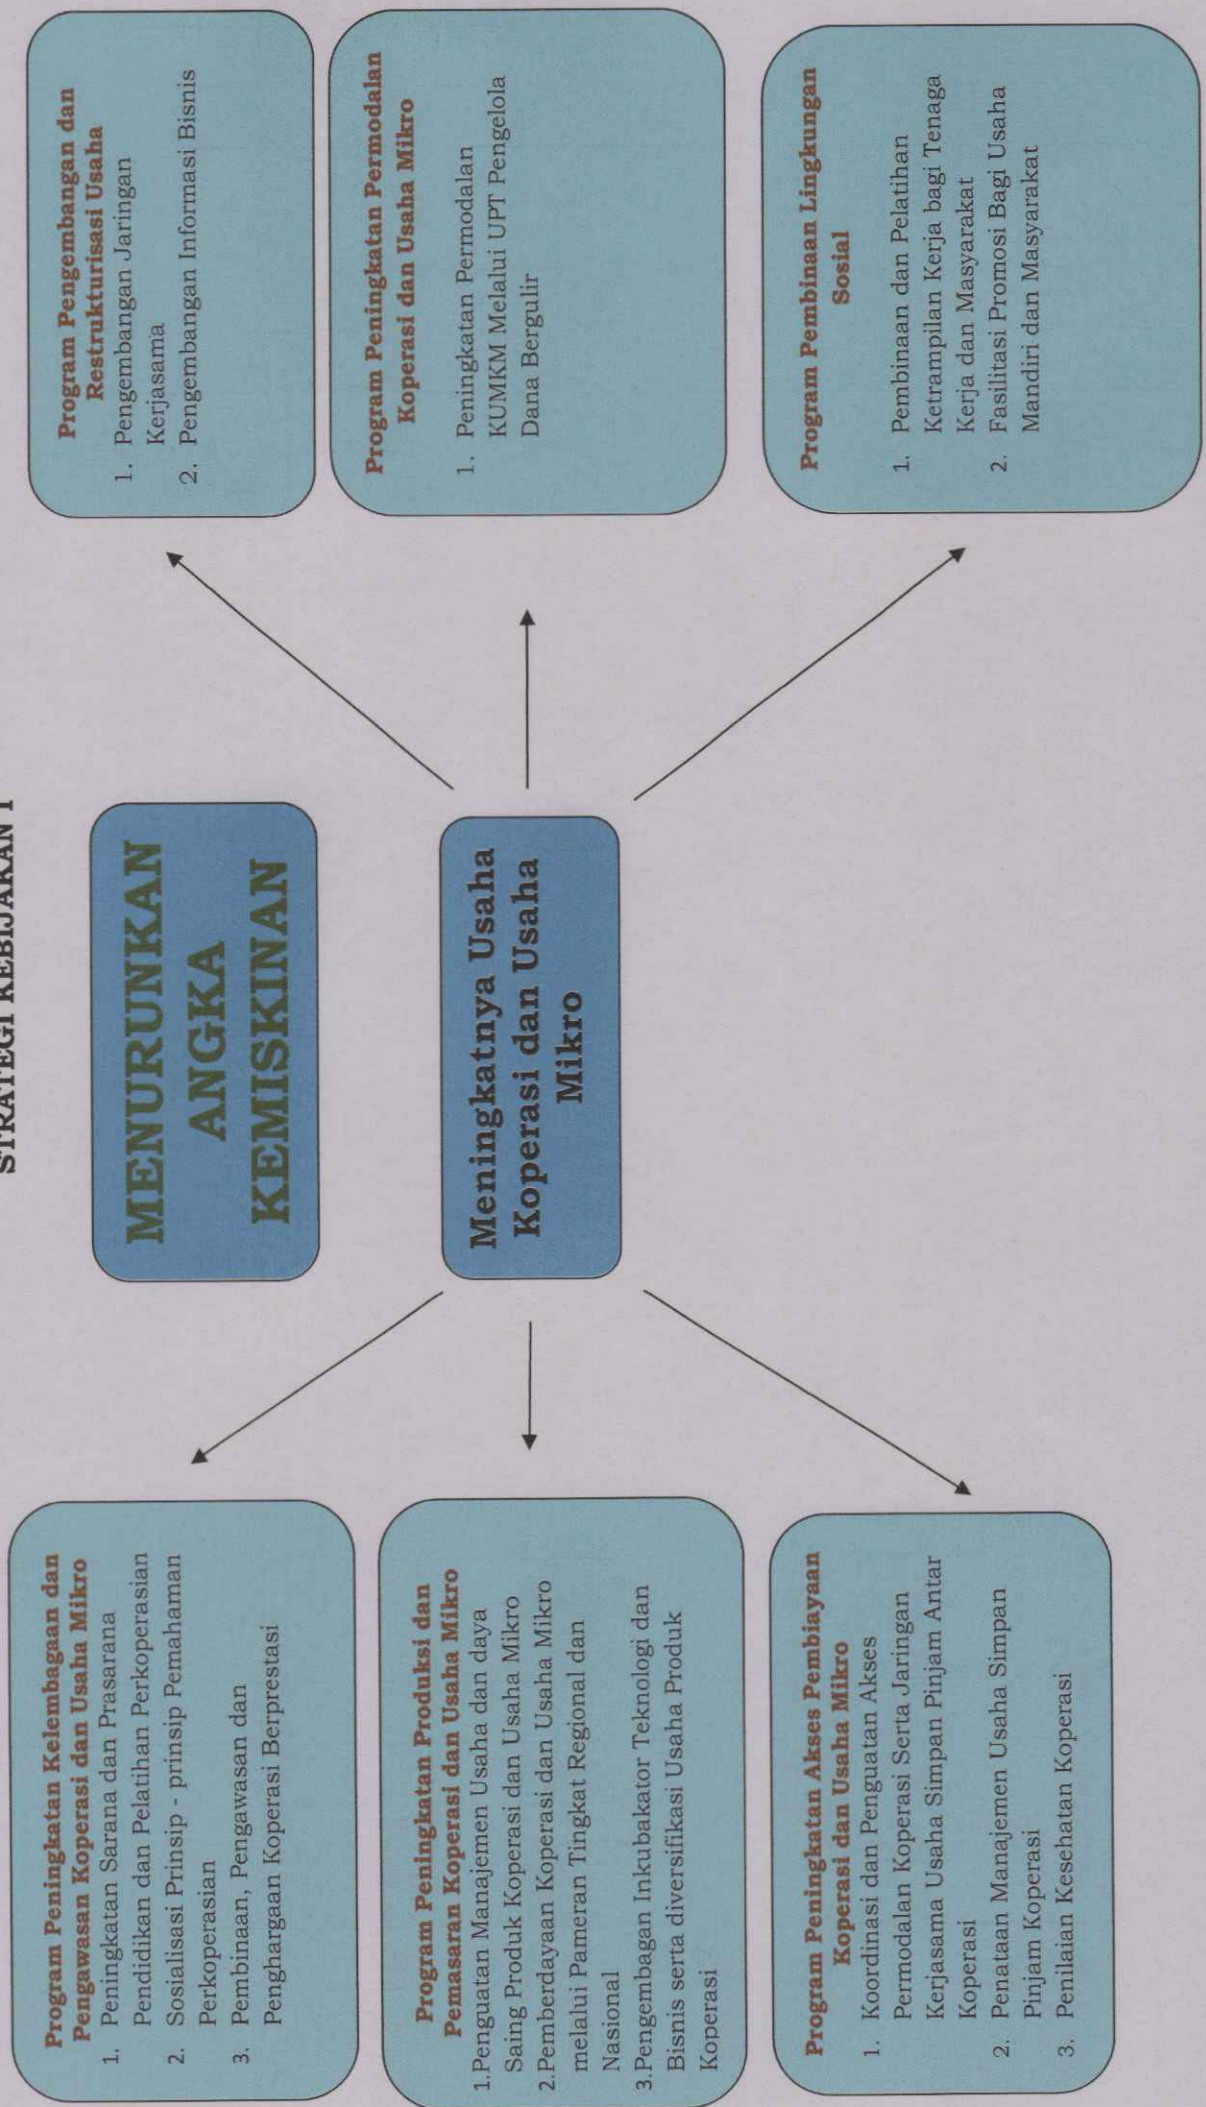 STRATEGI KEBIJAKAN I
MENURUNKAN
ANGKA
KEMISKINAN
Meningkatnya Usaha
Koperasi dan Usaha
Mikro
Program Peningkatan Kelembagaan dan
Pengawasan Koperasi dan Usaha Mikro
1. Peningkatan Sarana dan Prasarana
Pendidikan dan Pelatihan Perkoperasian
2. Sosialisasi Prinsip - prinsip Pemahaman
Perkoperasian
3. Pembinaan, Pengawasan dan
Penghargaan Koperasi Berprestasi
Program Peningkatan Produksi dan
Pemasaran Koperasi dan Usaha Mikro
1.Penguatan Manajemen Usaha dan daya
Saing Produk Koperasi dan Usaha Mikro
2.Pemberdayaan Koperasi dan Usaha Mikro
melalui Pameran Tingkat Regional dan
Nasional
3.Pengembagan Inkubakator Teknologi dan
Bisnis serta diversifikasi Usaha Produk
Koperasi
Program Peningkatan Akses Pembiayaan
Koperasi dan Usaha Mikro
1. Koordinasi dan Penguatan Akses
Permodalan Koperasi Serta Jaringan
Kerjasama Usaha Simpan Pinjam Antar
Koperasi
2. Penataan Manajemen Usaha Simpan
Pinjam Koperasi
3. Penilaian Kesehatan Koperasi
Program Pengembangan dan
Restrukturisasi Usaha
1. Pengembangan Jaringan
Kerjasama
2. Pengembangan Informasi Bisnis
Program Peningkatan Permodalan
Koperasi dan Usaha Mikro
1. Peningkatan Permodalan
KUMKM Melalui UPT Pengelola
Dana Bergulir
Program Pembinaan Lingkungan
Sosial
1. Pembinaan dan Pelatihan
Ketrampilan Kerja bagi Tenaga
Kerja dan Masyarakat
2. Fasilitasi Promosi Bagi Usaha
Mandiri dan Masyarakat